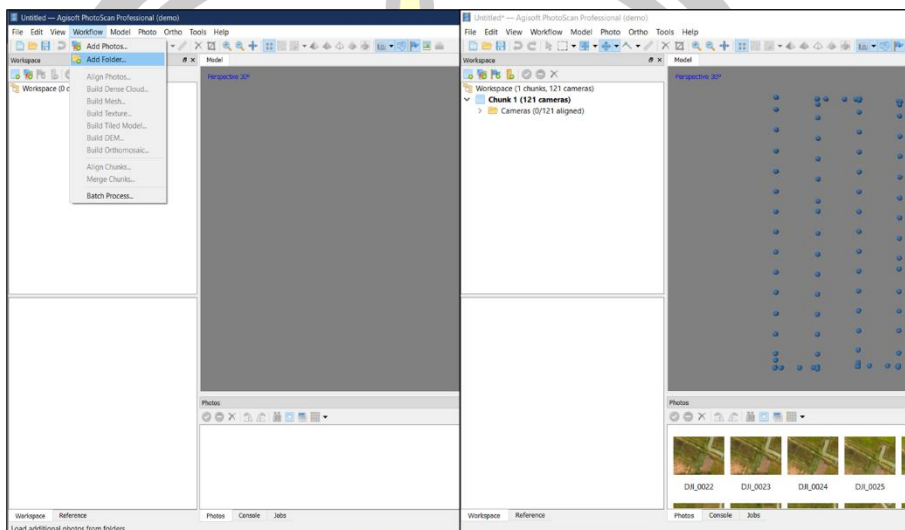 Untitled — Agisoft PhotoScan Professional (demo)
File Edit View Workflow Model Photo Ortho Tools Help
Add Photos...
Add Folder...
Align Photos...
Build Dense Cloud...
Build Mesh...
Build Texture...
Build Tiled Model...
Build DEM...
Build Orthomosaic...
Align Chunks...
Merge Chunks...
Batch Process...
Workspace
Workspace (0 c
Model
Perspective 30°
Photos
Workspace Reference
Photos Console Jobs
Load additional photos from folders
Untitled* — Agisoft PhotoScan Professional (demo)
File Edit View Workflow Model Photo Ortho Tools Help
Workspace
Workspace (1 chunks, 121 cameras)
Chunk 1 (121 cameras)
Cameras (0/121 aligned)
Model
Perspective 30°
Photos
DJI_0022 DJI_0023 DJI_0024 DJI_0025
Workspace Reference
Photos Console Jobs